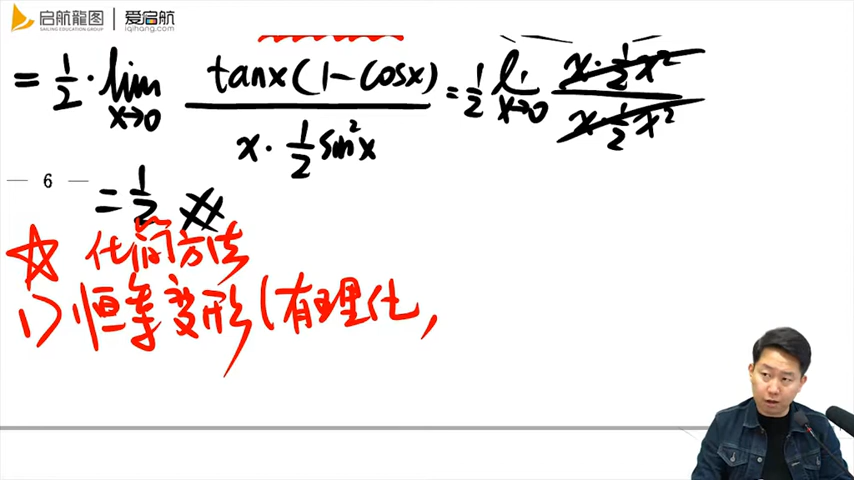 启航龍图 爱启航
SAILING EDUCATION GROUP iqihang.com
= 1/2 · lim x→0 tanx(1-cosx) / x · 1/2 sin²x = 1/2 li x→0 x · 1/2 x² / x · 1/2 x²
— 6 —
= 1/2
☆ 化简方法
1) 恒等变形(有理化,